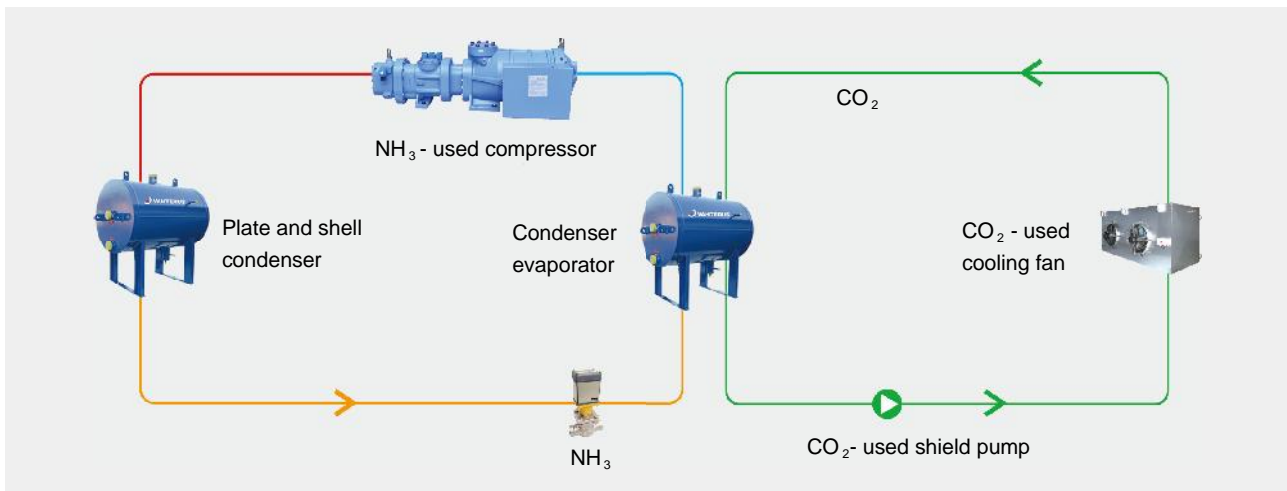 CO2
NH3 - used compressor
Plate and shell
condenser
Condenser
evaporator
CO2 - used
cooling fan
NH3
CO2- used shield pump